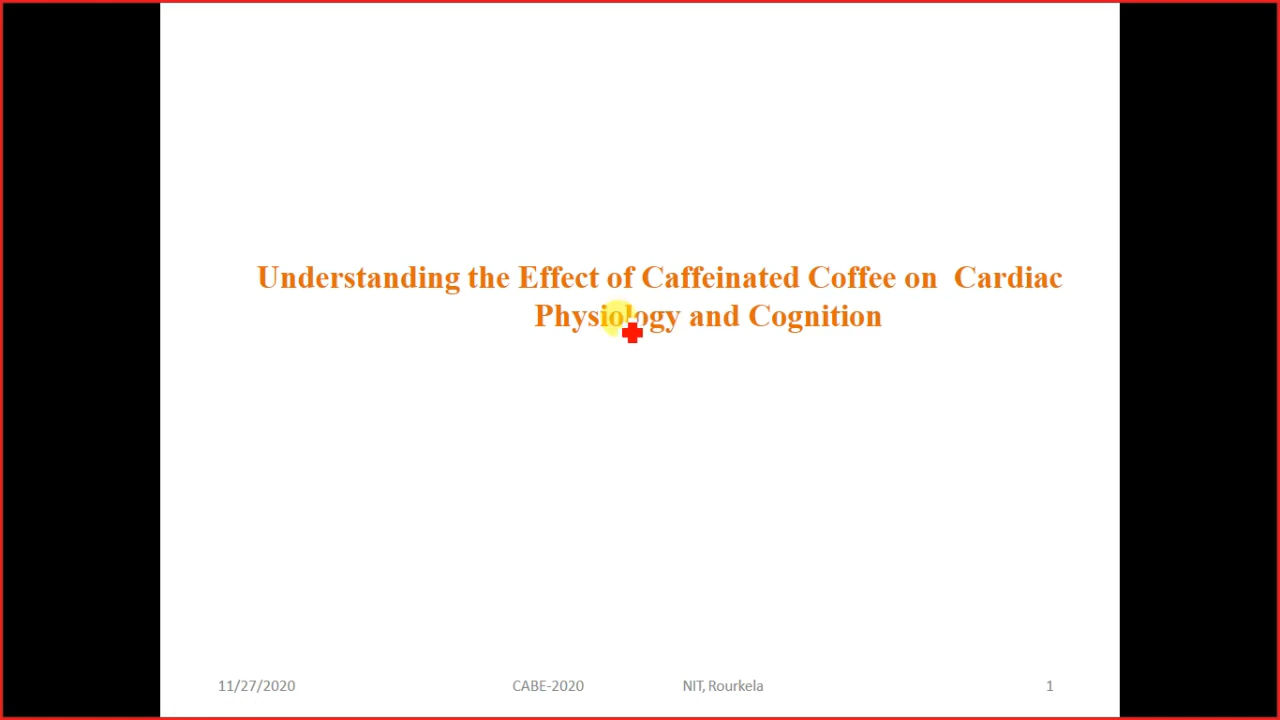 Understanding the Effect of Caffeinated Coffee on  Cardiac
Physiology and Cognition
11/27/2020 CABE-2020 NIT, Rourkela 1